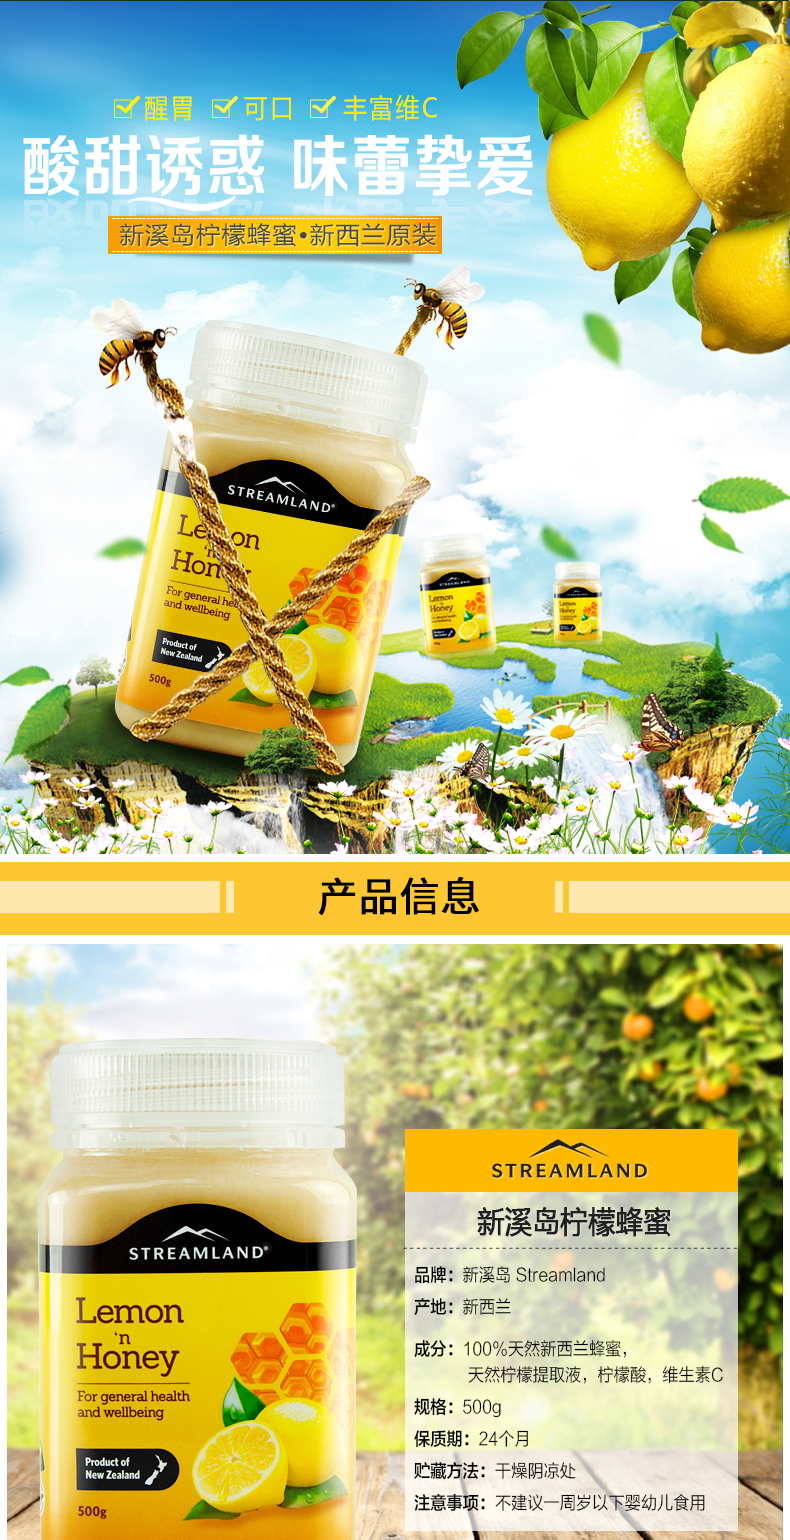 醒胃 可口 丰富维C
酸甜诱惑 味蕾挚爱
新溪岛柠檬蜂蜜•新西兰原装
STREAMLAND®
Lemon
'n
Honey
For general health
and wellbeing
Product of
New Zealand
500g
STREAMLAND
Lemon
'n
Honey
Lemon
Honey
产品信息
STREAMLAND®
Lemon
'n
Honey
For general health
and wellbeing
Product of
New Zealand
500g
STREAMLAND
新溪岛柠檬蜂蜜
品牌：新溪岛 Streamland
产地：新西兰
成分：100%天然新西兰蜂蜜，
天然柠檬提取液，柠檬酸，维生素C
规格：500g
保质期：24个月
贮藏方法：干燥阴凉处
注意事项：不建议一周岁以下婴幼儿食用